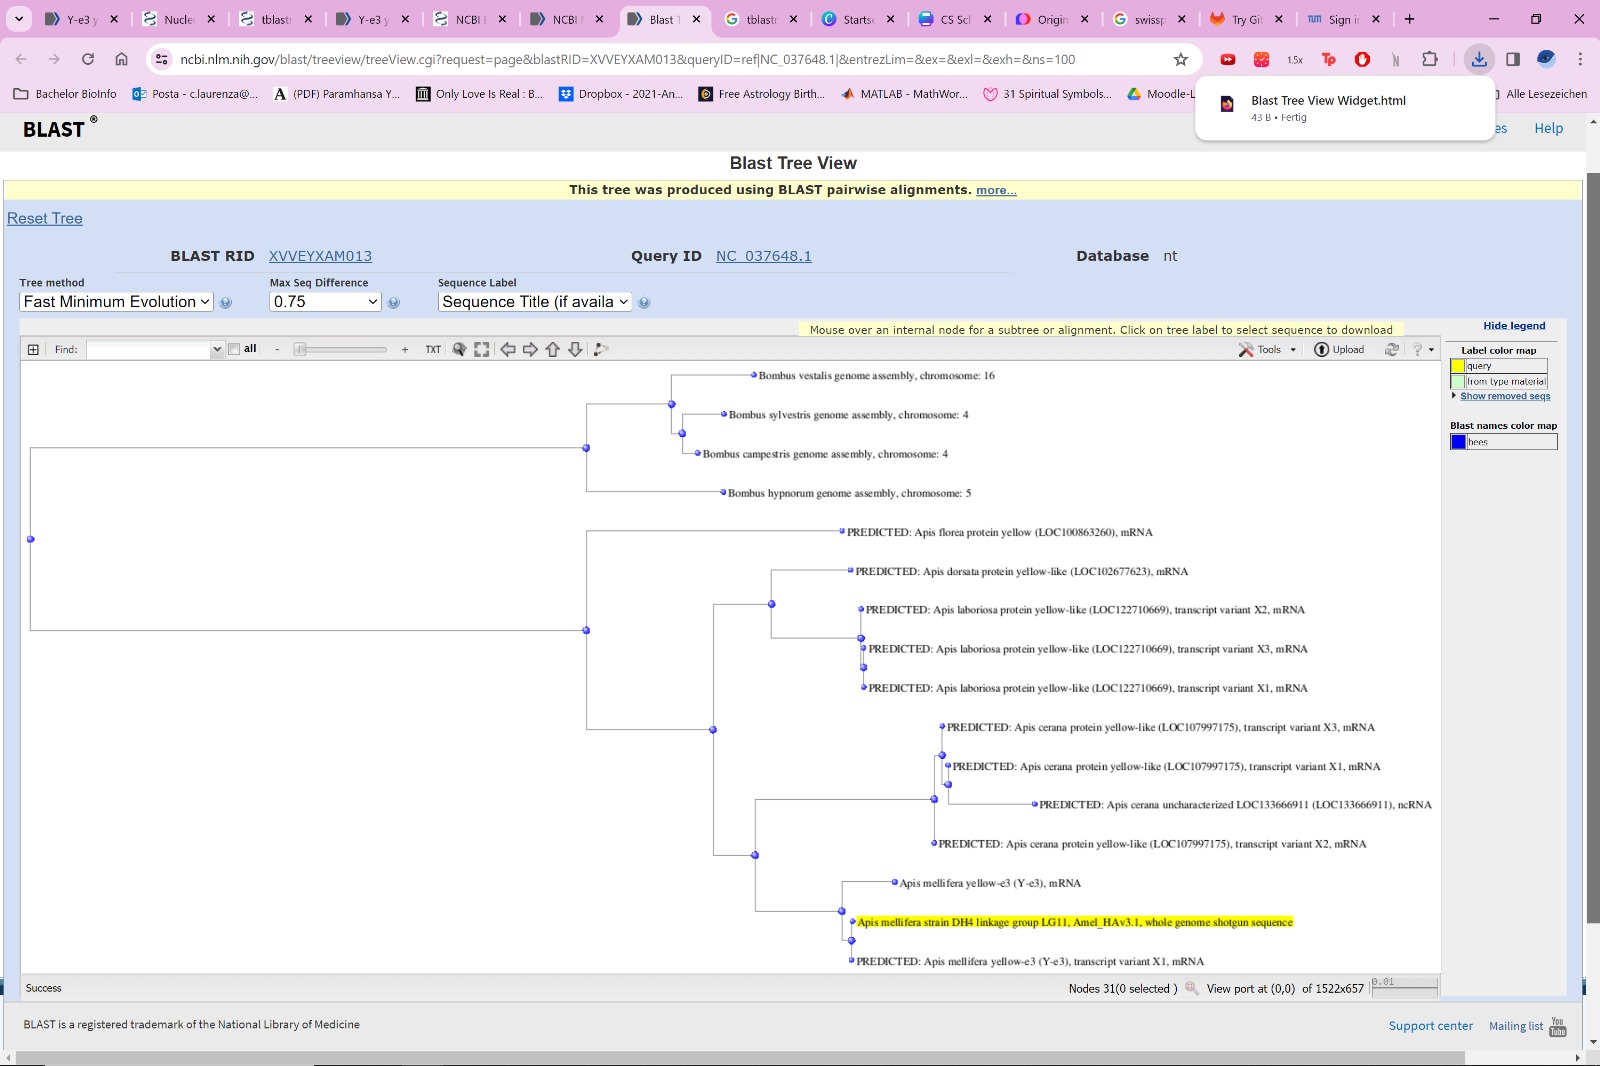 Y-e3 y
Nucle
tblast
Y-e3 y
NCBI
NCBI
Blast T
tblast
Starts
CS Sc
Origin
swissp
Try Git
Sign i
ncbi.nlm.nih.gov/blast/treeview/treeView.cgi?request=page&blastRID=XVVEYXAM013&queryID=ref|NC_037648.1|&entrezLim=&ex=&exl=&exh=&ns=100
1.5x
Bachelor BioInfo
Posta - c.laurenza@...
(PDF) Paramhansa Y...
Only Love Is Real : B...
Dropbox - 2021-An...
Free Astrology Birth...
MATLAB - MathWor...
31 Spiritual Symbols...
Moodle-L
Alle Lesezeichen
Blast Tree View Widget.html
43 B • Fertig
BLAST ®
es
Help
Blast Tree View
This tree was produced using BLAST pairwise alignments. more...
Reset Tree
BLAST RID XVVEYXAM013 Query ID NC_037648.1 Database nt
Tree method Max Seq Difference Sequence Label
Fast Minimum Evolution 0.75 Sequence Title (if availa
Mouse over an internal node for a subtree or alignment. Click on tree label to select sequence to download
Hide legend
Find: all - + TXT Tools Upload ?
Label color map
query
from type material
Show removed seqs
Blast names color map
bees
Bombus vestalis genome assembly, chromosome: 16
Bombus sylvestris genome assembly, chromosome: 4
Bombus campestris genome assembly, chromosome: 4
Bombus hypnorum genome assembly, chromosome: 5
PREDICTED: Apis florea protein yellow (LOC100863260), mRNA
PREDICTED: Apis dorsata protein yellow-like (LOC102677623), mRNA
PREDICTED: Apis laboriosa protein yellow-like (LOC122710669), transcript variant X2, mRNA
PREDICTED: Apis laboriosa protein yellow-like (LOC122710669), transcript variant X3, mRNA
PREDICTED: Apis laboriosa protein yellow-like (LOC122710669), transcript variant X1, mRNA
PREDICTED: Apis cerana protein yellow-like (LOC107997175), transcript variant X3, mRNA
PREDICTED: Apis cerana protein yellow-like (LOC107997175), transcript variant X1, mRNA
PREDICTED: Apis cerana uncharacterized LOC133666911 (LOC133666911), ncRNA
PREDICTED: Apis cerana protein yellow-like (LOC107997175), transcript variant X2, mRNA
Apis mellifera yellow-e3 (Y-e3), mRNA
Apis mellifera strain DH4 linkage group LG11, Amel_HAv3.1, whole genome shotgun sequence
PREDICTED: Apis mellifera yellow-e3 (Y-e3), transcript variant X1, mRNA
Success
Nodes 31(0 selected ) View port at (0,0) of 1522x657 0.01
BLAST is a registered trademark of the National Library of Medicine
Support center
Mailing list
You Tube